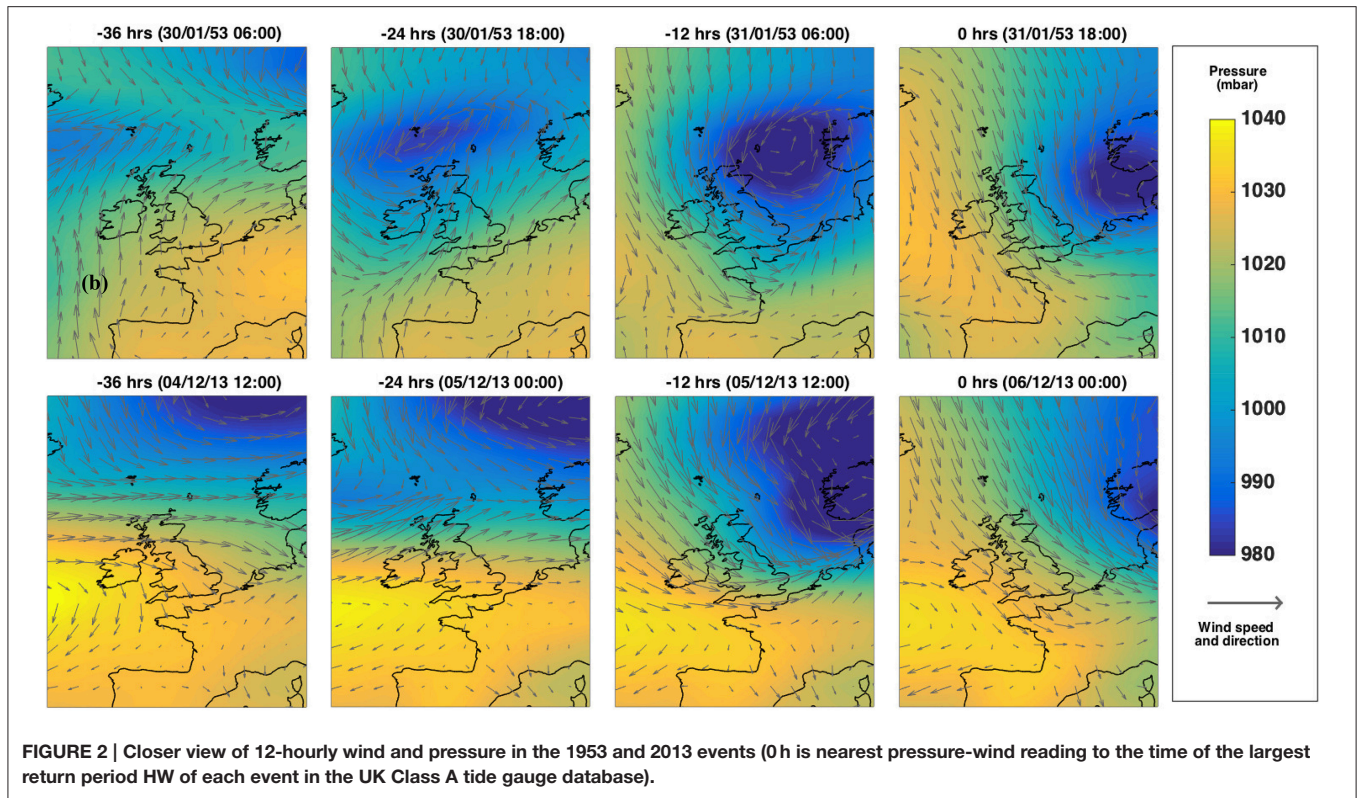 -36 hrs (30/01/53 06:00)
-24 hrs (30/01/53 18:00)
-12 hrs (31/01/53 06:00)
0 hrs (31/01/53 18:00)
(b)
-36 hrs (04/12/13 12:00)
-24 hrs (05/12/13 00:00)
-12 hrs (05/12/13 12:00)
0 hrs (06/12/13 00:00)
Pressure
(mbar)
1040
1030
1020
1010
1000
990
980
Wind speed
and direction
FIGURE 2 | Closer view of 12-hourly wind and pressure in the 1953 and 2013 events (0 h is nearest pressure-wind reading to the time of the largest
return period HW of each event in the UK Class A tide gauge database).